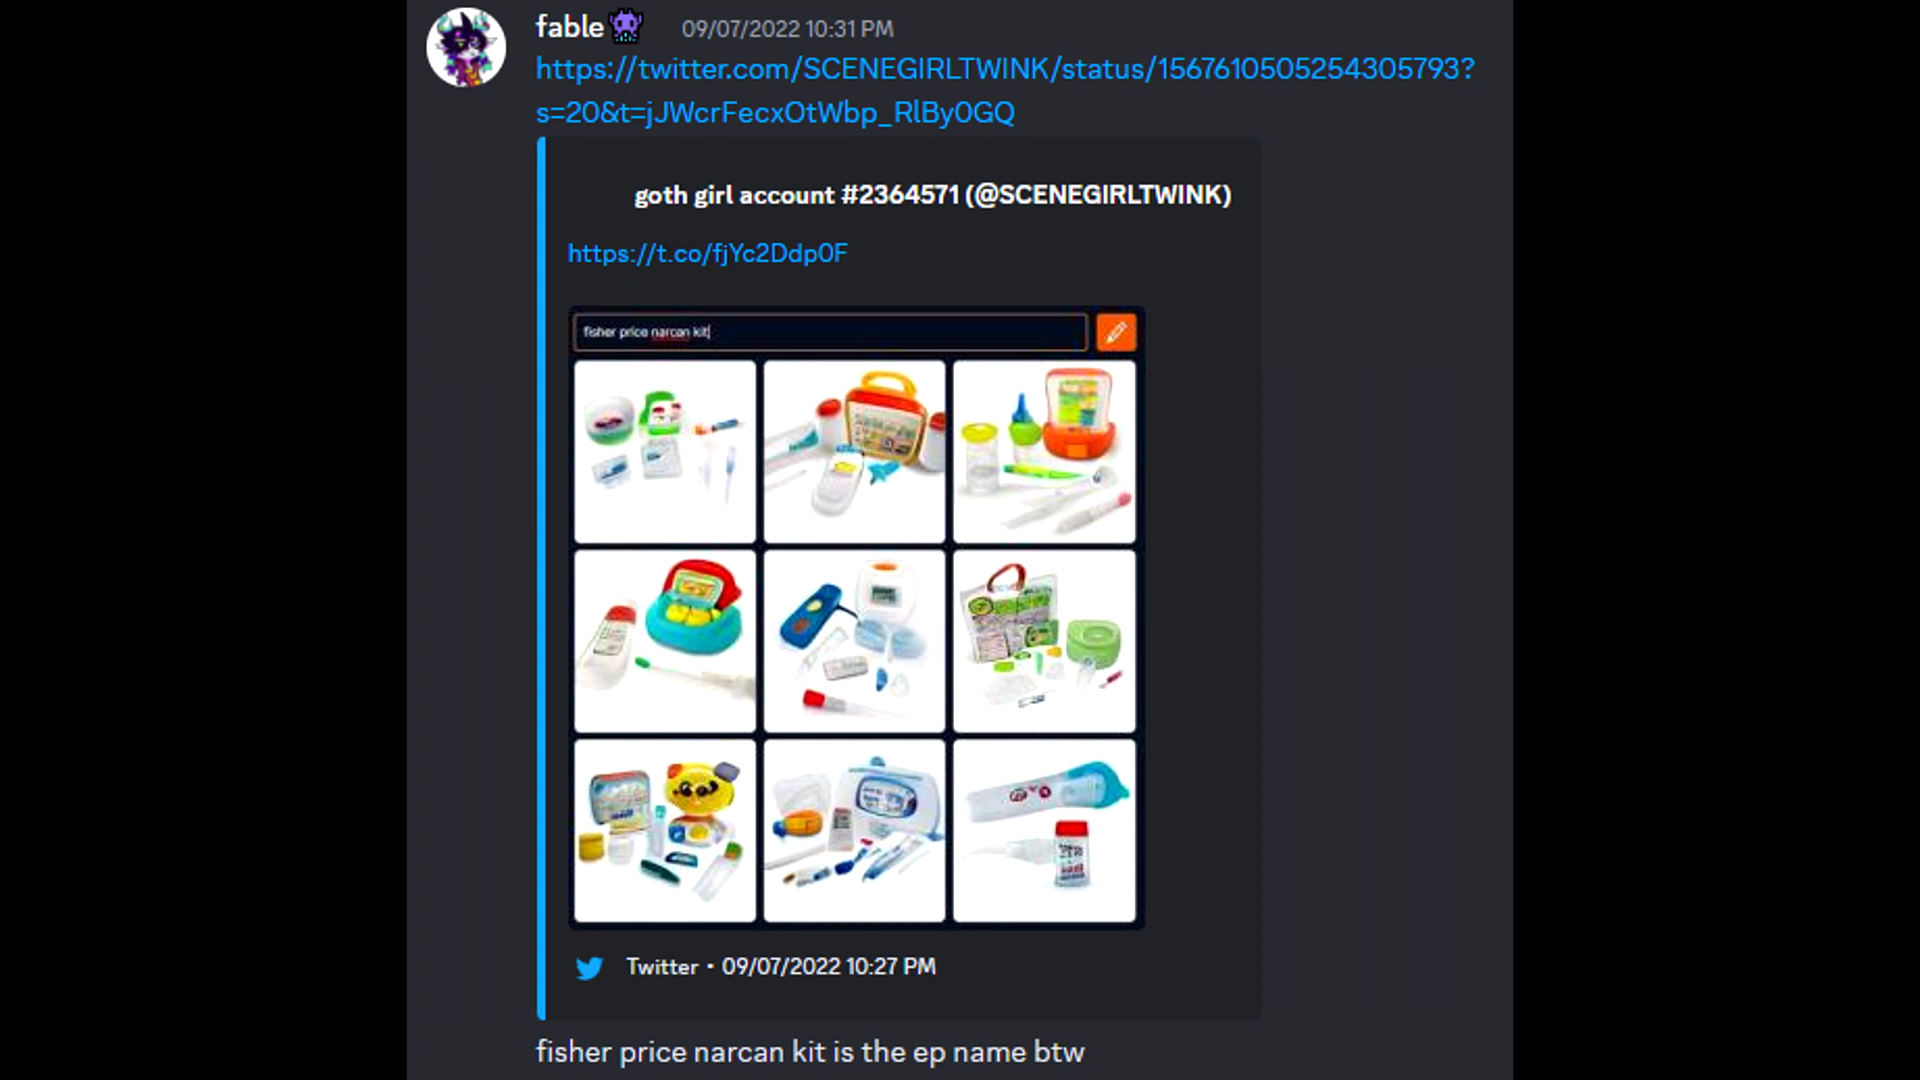 fable 09/07/2022 10:31 PM
https://twitter.com/SCENEGIRLTWINK/status/1567610505254305793?
s=20&t=jJWcrFecxOtWbp_RlBy0GQ
goth girl account #2364571 (@SCENEGIRLTWINK)
https://t.co/fjYc2Ddp0F
fisher price narcan kit
Twitter • 09/07/2022 10:27 PM
fisher price narcan kit is the ep name btw